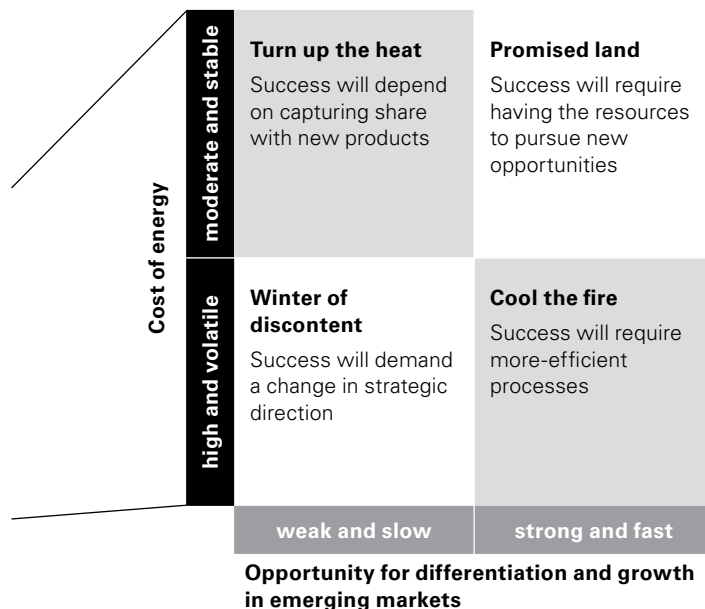 Cost of energy
moderate and stable
Turn up the heat
Success will depend
on capturing share
with new products
Promised land
Success will require
having the resources
to pursue new
opportunities
high and volatile
Winter of
discontent
Success will demand
a change in strategic
direction
Cool the fire
Success will require
more-efficient
processes
weak and slow
strong and fast
Opportunity for differentiation and growth
in emerging markets